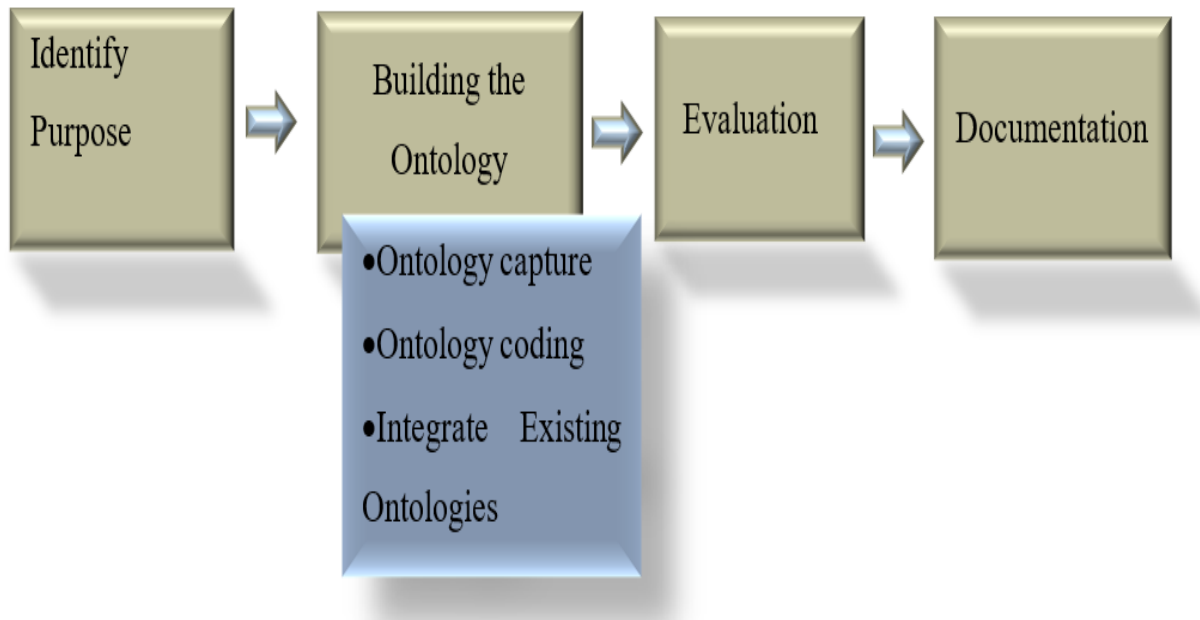 Identify
Purpose
Building the
Ontology
•Ontology capture
•Ontology coding
•Integrate Existing
Ontologies
Evaluation
Documentation